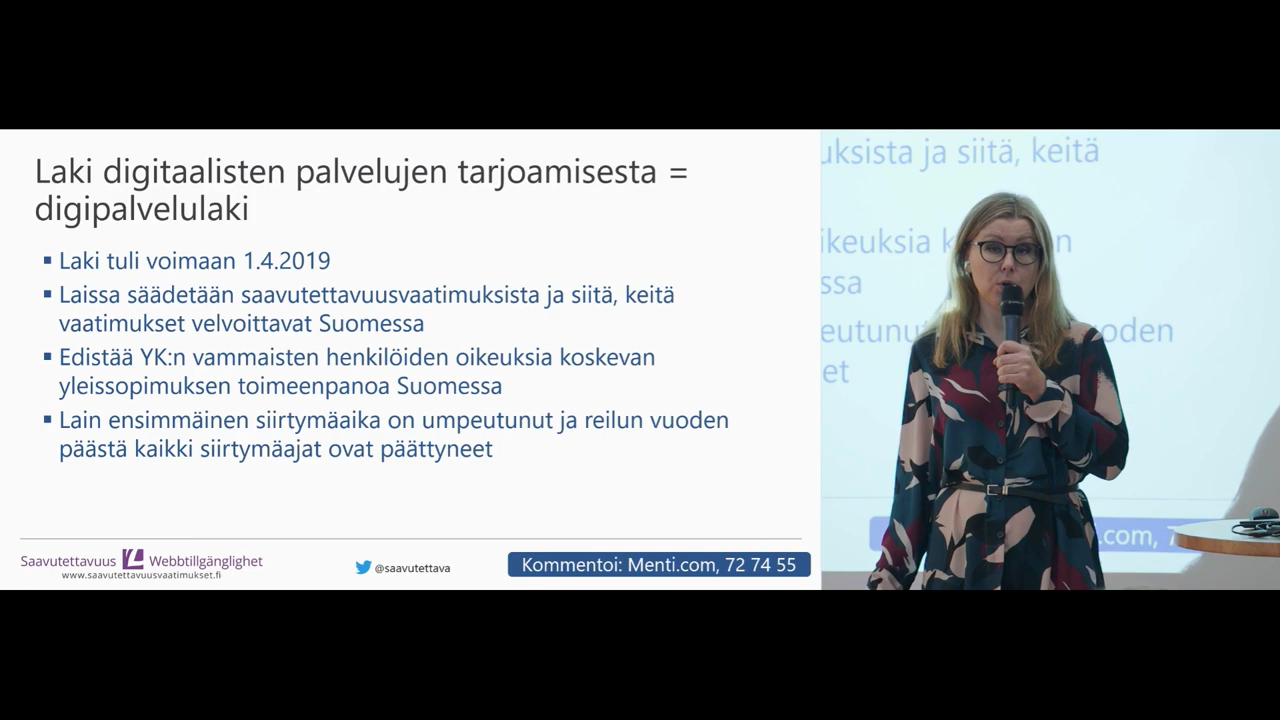 Laki digitaalisten palvelujen tarjoamisesta =
digipalvelulaki
▪ Laki tuli voimaan 1.4.2019
▪ Laissa säädetään saavutettavuusvaatimuksista ja siitä, keitä
vaatimukset velvoittavat Suomessa
▪ Edistää YK:n vammaisten henkilöiden oikeuksia koskevan
yleissopimuksen toimeenpanoa Suomessa
▪ Lain ensimmäinen siirtymäaika on umpeutunut ja reilun vuoden
päästä kaikki siirtymäajat ovat päättyneet
Saavutettavuus Webbtillgänglighet
www.saavutettavuusvaatimukset.fi
@saavutettava
Kommentoi: Menti.com, 72 74 55
uksista ja siitä, keitä
ikeuksia k n
ssa
eutunut oden
et
.com, 7